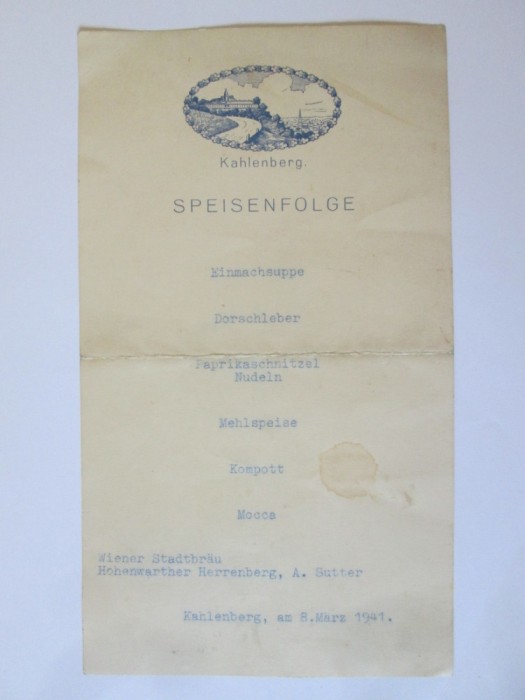 Kahlenberg.
SPEISENFOLGE
Einmachsuppe
Dorschleber
Paprikaschnitzel
Nudeln
Mehlspeise
Kompott
Mocca
Wiener Stadtbräu
Hohenwarther Herrenberg, A. Sutter
Kahlenberg, am 8.März 1941.